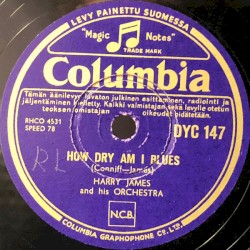 LEVY PAINETTU SUOMESSA
"Magic Notes"
TRADE MARK
Columbia
Tämän äänilevyn luvaton julkinen esittäminen, radiointi ja
jäljentäminen kielletty. Kaikki valmistajan sekä levylle otetun
teoksen omistajan oikeudet pidätetään.
RHCO 4531
SPEED 78
DYC 147
RL
HOW DRY AM I BLUES
(Conniff—James)
HARRY JAMES
and his ORCHESTRA
N.C.B.
COLUMBIA GRAPHOPHONE CO. LTD.